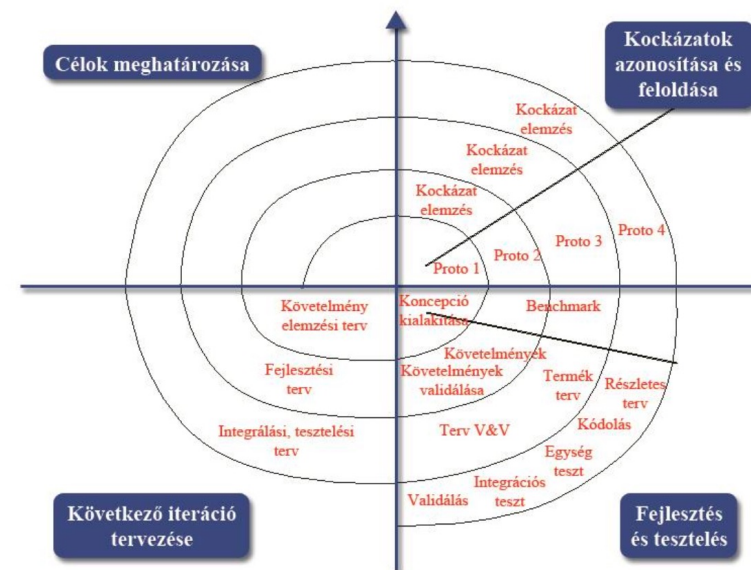 Célok meghatározása
Kockázatok
azonosítása és
feloldása
Kockázat
elemzés
Kockázat
elemzés
Kockázat
elemzés
Proto 1
Proto 2
Proto 3
Proto 4
Követelmény
elemzési terv
Koncepció
kialakítása
Benchmark
Fejlesztési
terv
Követelmények
Követelmények
validálása
Termék
terv
Részletes
terv
Integrálási, tesztelési
terv
Terv V&V
Kódolás
Egység
teszt
Integrációs
teszt
Validálás
Következő iteráció
tervezése
Fejlesztés
és tesztelés